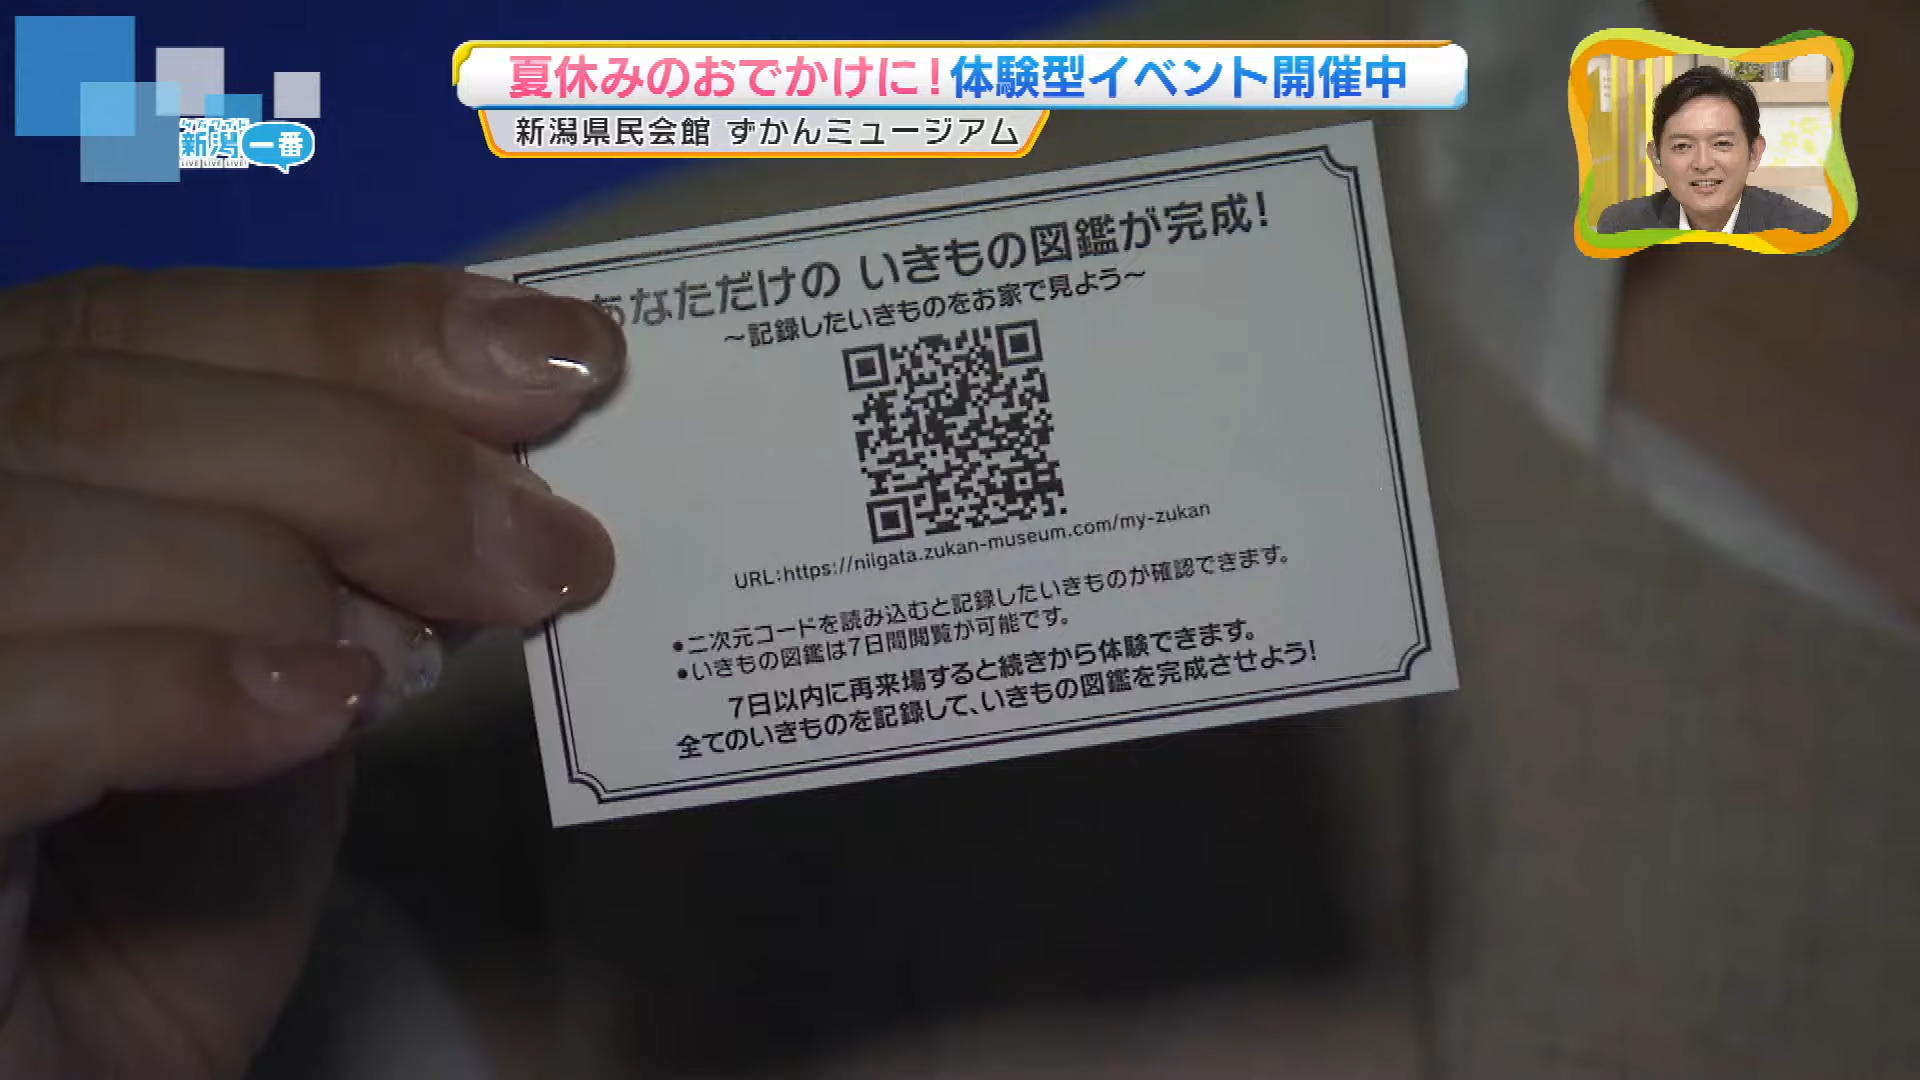 夏休みのおでかけに!体験型イベント開催中
新潟県民会館 ずかんミュージアム
新潟一番
LIVE!LIVE!LIVE!
あなただけの いきもの図鑑が完成!
～記録したいきものをお家で見よう～
URL:https://niigata.zukan-museum.com/my-zukan
●二次元コードを読み込むと記録したいきものが確認できます。
●いきもの図鑑は7日間閲覧が可能です。
7日以内に再来場すると続きから体験できます。
全てのいきものを記録して、いきもの図鑑を完成させよう!